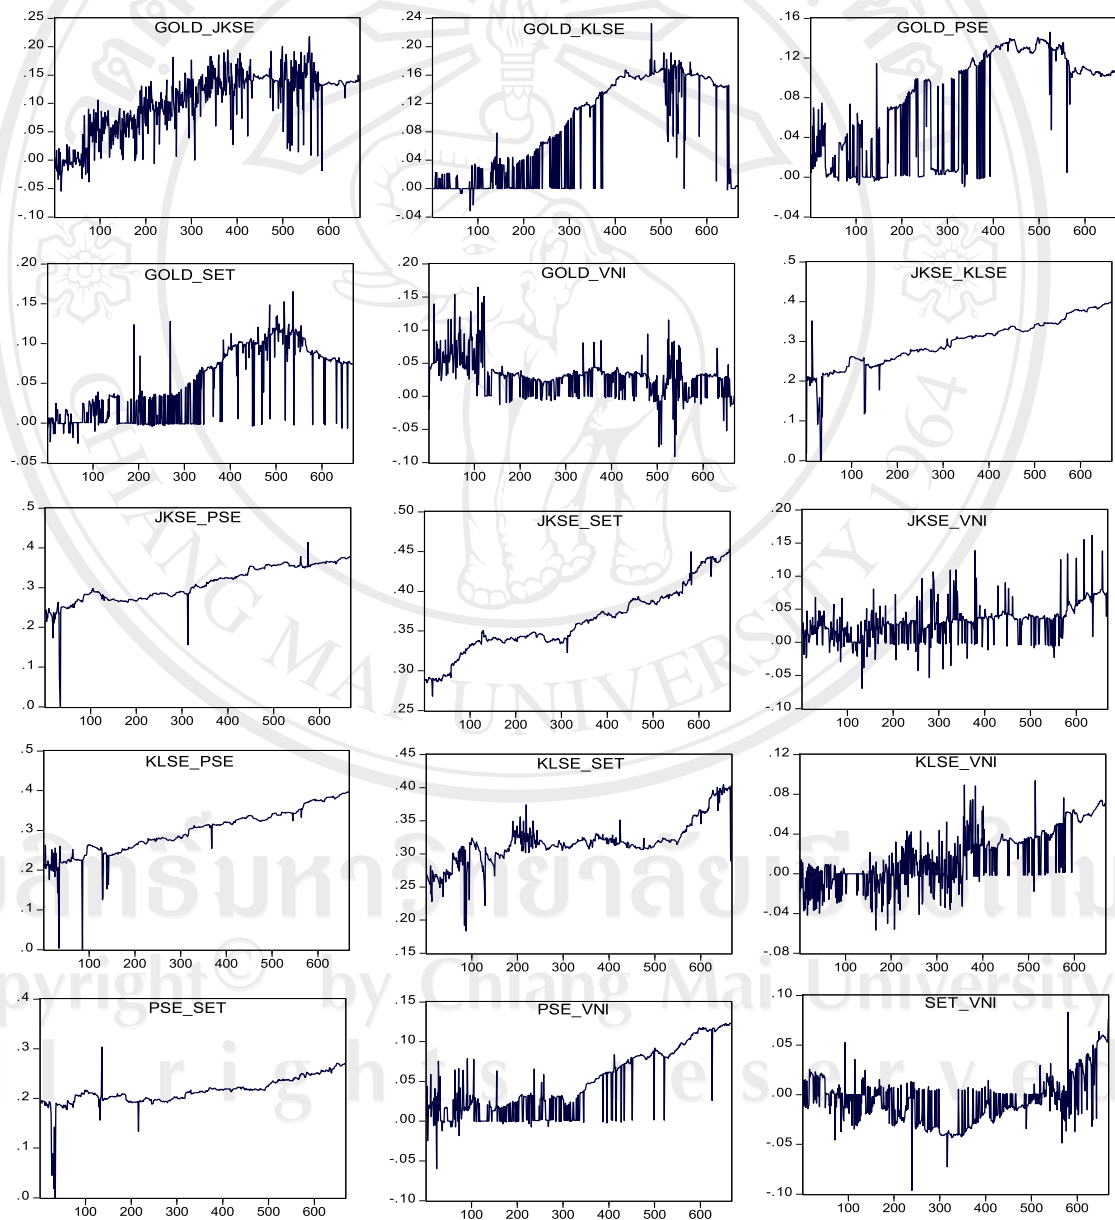 GOLD_JKSE GOLD_KLSE GOLD_PSE
.25 .20 .15 .10 .05 .00 -.05 -.10
.24 .20 .16 .12 .08 .04 .00 -.04
.16 .12 .08 .04 .00 -.04
100 200 300 400 500 600 100 200 300 400 500 600 100 200 300 400 500 600
GOLD_SET GOLD_VNI JKSE_KLSE
.20 .15 .10 .05 .00 -.05
.20 .15 .10 .05 .00 -.05 -.10
.5 .4 .3 .2 .1 .0
100 200 300 400 500 600 100 200 300 400 500 600 100 200 300 400 500 600
JKSE_PSE JKSE_SET JKSE_VNI
.5 .4 .3 .2 .1 .0
.50 .45 .40 .35 .30 .25
.20 .15 .10 .05 .00 -.05 -.10
100 200 300 400 500 600 100 200 300 400 500 600 100 200 300 400 500 600
KLSE_PSE KLSE_SET KLSE_VNI
.5 .4 .3 .2 .1 .0
.45 .40 .35 .30 .25 .20 .15
.12 .08 .04 .00 -.04 -.08
100 200 300 400 500 600 100 200 300 400 500 600 100 200 300 400 500 600
PSE_SET PSE_VNI SET_VNI
.4 .3 .2 .1 .0
.15 .10 .05 .00 -.05 -.10
.10 .05 .00 -.05 -.10
100 200 300 400 500 600 100 200 300 400 500 600 100 200 300 400 500 600
CHIANG MAI UNIVERSITY 1964
by Chiang Mai University